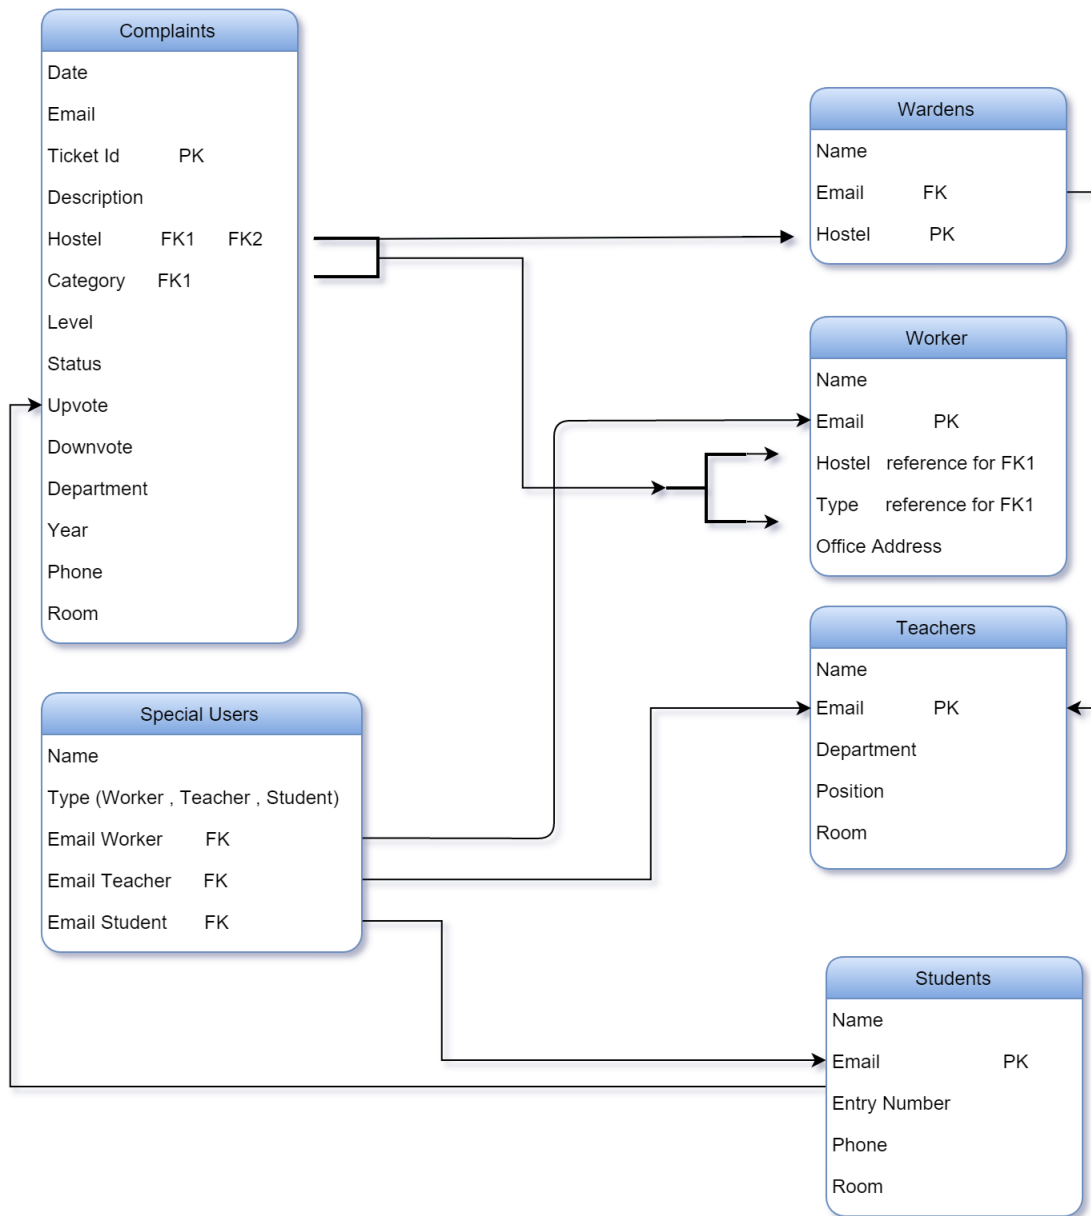 Complaints
Date
Email
Ticket Id PK
Description
Hostel FK1 FK2
Category FK1
Level
Status
Upvote
Downvote
Department
Year
Phone
Room
Wardens
Name
Email FK
Hostel PK
Worker
Name
Email PK
Hostel reference for FK1
Type reference for FK1
Office Address
Teachers
Name
Email PK
Department
Position
Room
Special Users
Name
Type (Worker , Teacher , Student)
Email Worker FK
Email Teacher FK
Email Student FK
Students
Name
Email PK
Entry Number
Phone
Room